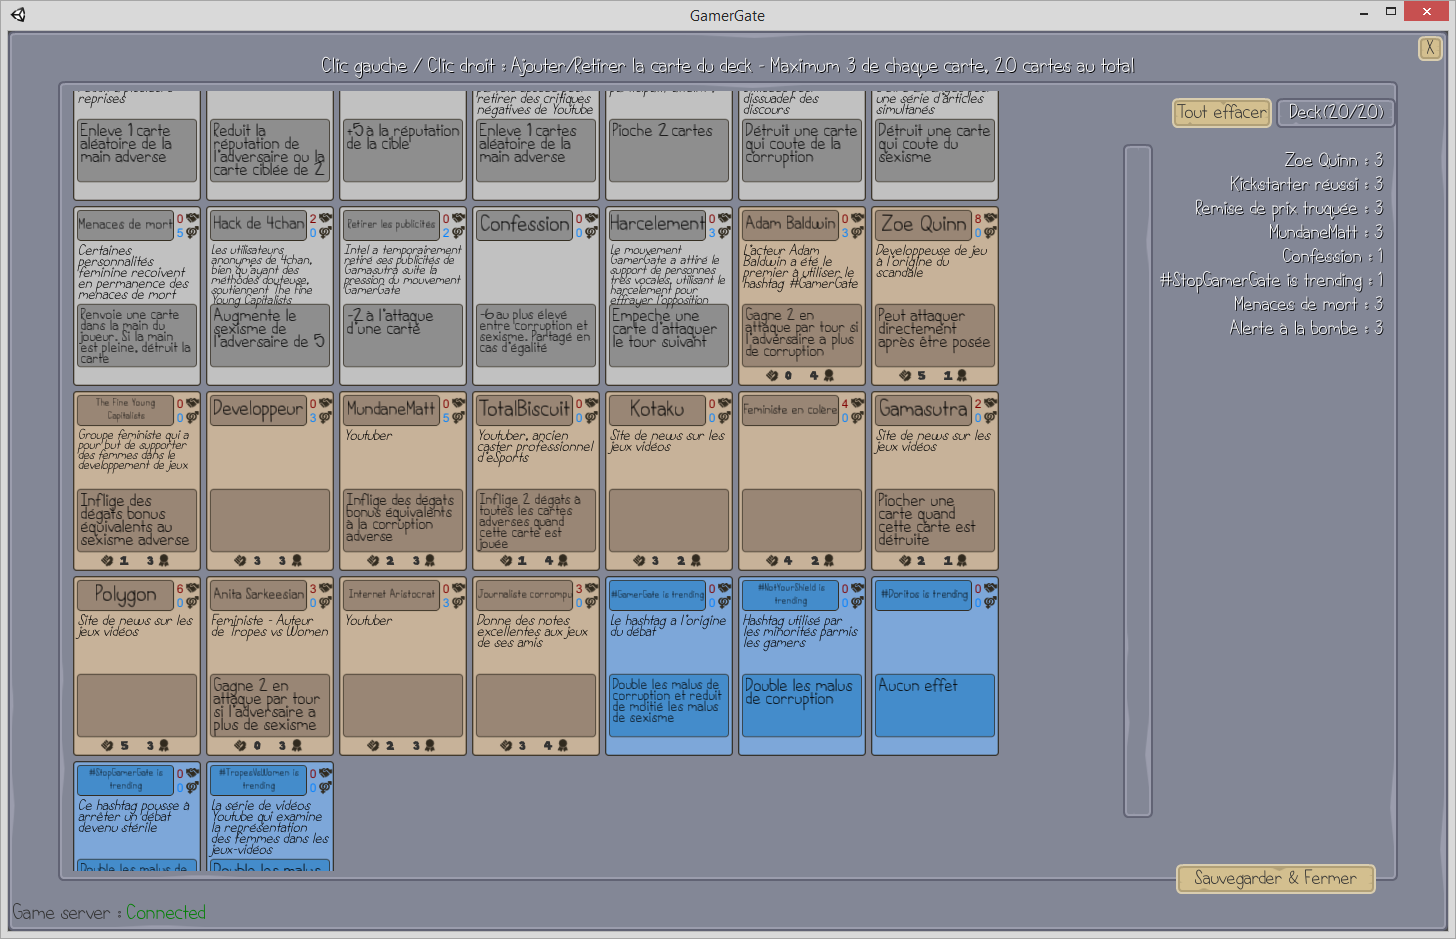 GamerGate
X
Clic gauche / Clic droit : Ajouter/Retirer la carte du deck - Maximum 3 de chaque carte, 20 cartes au total
Tout effacer
Deck(20/20)
Zoe Quinn : 3
Kickstarter réussi : 3
Remise de prix truquée : 3
MundaneMatt : 3
Confession : 1
#StopGamerGate is trending : 1
Menaces de mort : 3
Alerte à la bombe : 3
reprises
Enleve 1 carte
aléatoire de la
main adverse
Reduit la
réputation de
l'adversaire ou la
carte ciblée de 2
+5 à la réputation
de la cible
retirer des critiques
négatives de Youtube
Enleve 1 cartes
aléatoire de la
main adverse
Pioche 2 cartes
dissuader des
discours
Détruit une carte
qui coute de la
corruption
une série d'articles
simultanés
Détruit une carte
qui coute du
sexisme
Menaces de mort
0
5
Certaines
personnalités
féminine recoivent
en permanence des
menaces de mort
Renvoie une carte
dans la main du
joueur. Si la main
est pleine, détruit la
carte
Hack de 4chan
2
0
Les utilisateurs
anonymes de 4chan,
bien qu'ayant des
méthodes douteuse,
soutiennent The Fine
Young Capitalists
Augmente le
sexisme de
l'adversaire de 5
Retirer les publicités
0
2
Intel a temporairement
retiré ses publicités de
Gamasutra suite la
pression du mouvement
GamerGate
-2 à l'attaque
d'une carte
Confession
0
0
-6 au plus élevé
entre corruption et
sexisme. Partagé en
cas d'égalité
Harcelement
0
3
Le mouvement
GamerGate a attiré le
support de personnes
très vocales, utilisant le
harcelement pour
effrayer l'opposition
Empeche une
carte d'attaquer
le tour suivant
Adam Baldwin
0
3
L'acteur Adam
Baldwin a été le
premier à utiliser le
hashtag #GamerGate
Gagne 2 en
attaque par tour si
l'adversaire a plus
de corruption
0 4
Zoe Quinn
8
0
Developpeuse de jeu
à l'origine du
scandale
Peut attaquer
directement
après être posée
5 1
The Fine Young
Capitalists
0
0
Groupe féministe qui a
pour but de supporter
des femmes dans le
developpement de jeux
Inflige des
dégats bonus
équivalents au
sexisme adverse
1 3
Developpeur
0
3
3 3
MundaneMatt
0
5
Youtuber
Inflige des dégats
bonus équivalents
à la corruption
adverse
2 3
TotalBiscuit
0
0
Youtuber, ancien
caster professionnel
d'eSports
Inflige 2 dégats à
toutes les cartes
adverses quand
cette carte est
jouée
1 4
Kotaku
0
0
Site de news sur les
jeux vidéos
3 2
Feministe en colère
4
0
4 2
Gamasutra
2
0
Site de news sur les
jeux vidéos
Piocher une
carte quand
cette carte est
détruite
2 1
Polygon
6
0
Site de news sur les
jeux vidéos
5 3
Anita Sarkeesian
3
0
Feministe - Auteur
de Tropes vs Women
Gagne 2 en
attaque par tour
si l'adversaire a
plus de sexisme
0 3
Internet Aristocrat
0
3
Youtuber
2 3
Journaliste corrompu
3
0
Donne des notes
excellentes aux jeux
de ses amis
3 4
#GamerGate is trending
0
0
Le hashtag a l'origine
du débat
Double les malus de
corruption et reduit
de moitié les malus
de sexisme
#NotYourShield is
trending
0
0
Hashtag utilisé par
les minorités parmis
les gamers
Double les malus
de corruption
#Doritos is trending
0
0
Aucun effet
#StopGamerGate is
trending
0
0
Ce hashtag pousse à
arrêter un débat
devenu stérile
Double les malus de
#TropesVsWomen is
trending
0
0
La série de vidéos
Youtube qui examine
la représentation
des femmes dans les
jeux-vidéos
Double les malus
Sauvegarder & Fermer
Game server : Connected